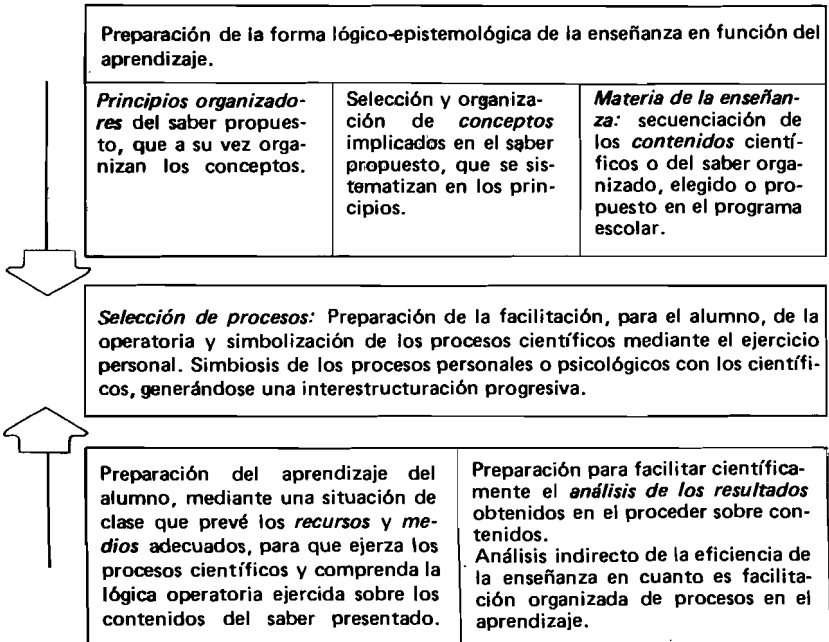 Preparación de la forma lógico-epistemológica de la enseñanza en función del
aprendizaje.
Principios organizado-
res del saber propues-
to, que a su vez orga-
nizan los conceptos.
Selección y organiza-
ción de conceptos
implicados en el saber
propuesto, que se sis-
tematizan en los prin-
cipios.
Materia de la enseñan-
za: secuenciación de
los contenidos cientí-
ficos o del saber orga-
nizado, elegido o pro-
puesto en el programa
escolar.
Selección de procesos: Preparación de la facilitación, para el alumno, de la
operatoria y simbolización de los procesos científicos mediante el ejercicio
personal. Simbiosis de los procesos personales o psicológicos con los científi-
cos, generándose una interestructuración progresiva.
Preparación del aprendizaje del
alumno, mediante una situación de
clase que prevé los recursos y me-
dios adecuados, para que ejerza los
procesos científicos y comprenda la
lógica operatoria ejercida sobre los
contenidos del saber presentado.
Preparación para facilitar científica-
mente el análisis de los resultados
obtenidos en el proceder sobre con-
tenidos.
Análisis indirecto de la eficiencia de
la enseñanza en cuanto es facilita-
ción organizada de procesos en el
aprendizaje.